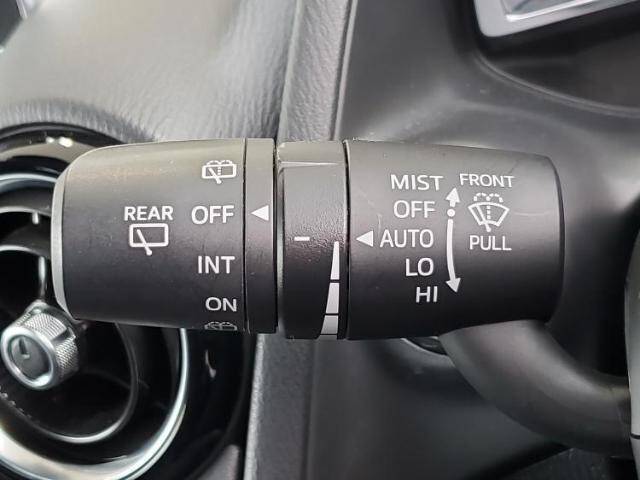 REAR
OFF
INT
ON
MIST
OFF
AUTO
LO
HI
FRONT
PULL